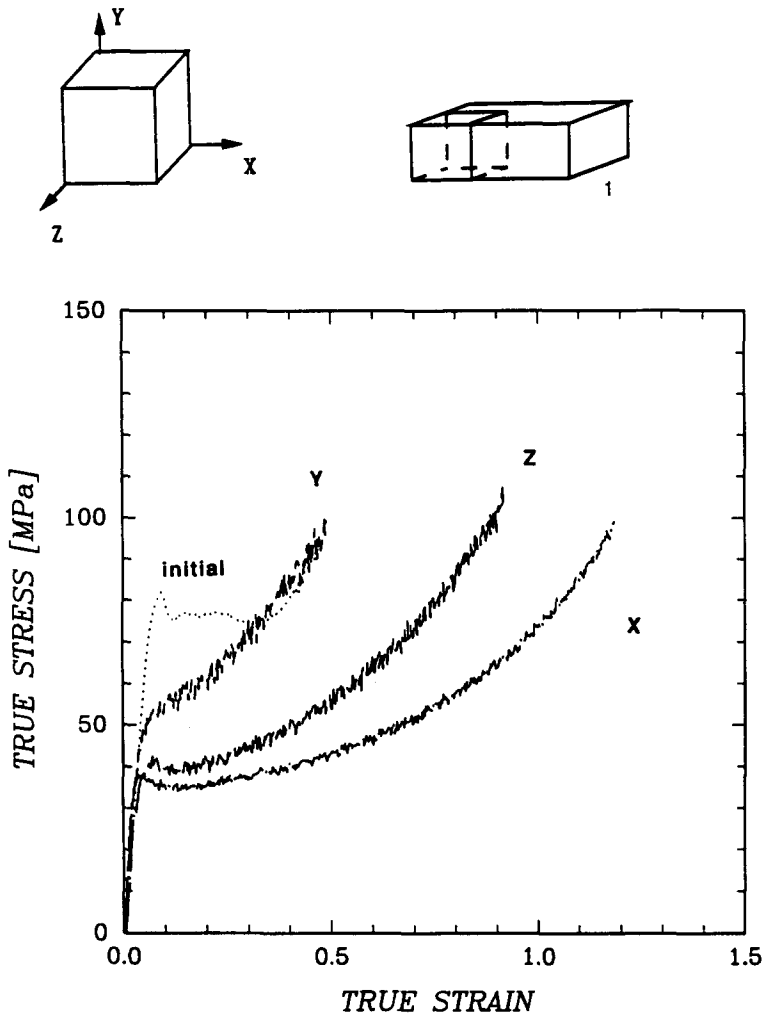 Y
X
Z
1
TRUE STRESS [MPa]
150
100
50
0
Y
Z
initial
X
0.0 0.5 1.0 1.5
TRUE STRAIN